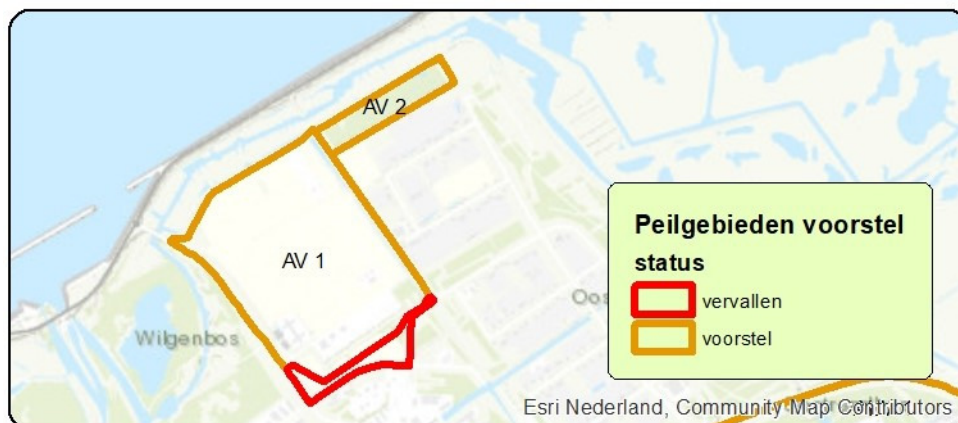 AV 2
AV 1
Wilgenbos
Oos
Peilgebieden voorstel
status
vervallen
voorstel
Esri Nederland, Community Map Contributors